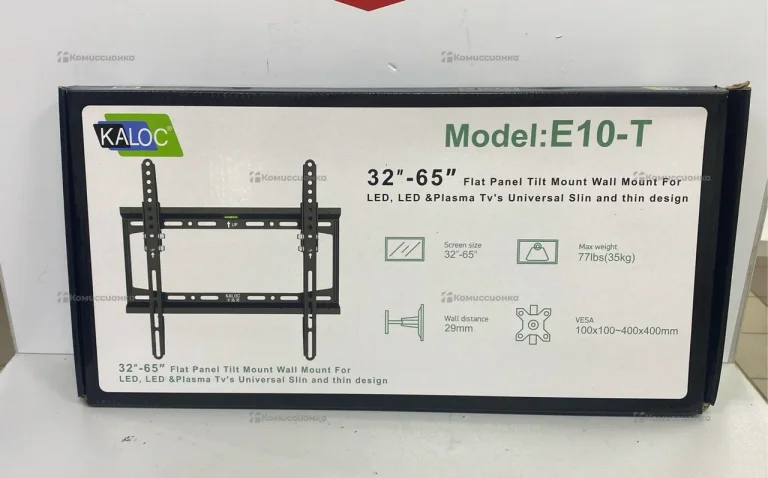 Комиссионка Комиссионка
KALOC®
Model:E10-T
32"-65" Flat Panel Tilt Mount Wall Mount For
LED, LED &Plasma Tv's Universal Slin and thin design
Комиссионка Комиссионка
UP
Screen size
32"-65"
Max weight
77lbs(35kg)
KALOC
Комиссионка Комиссионка
Wall distance
29mm
VESA
100x100~400x400mm
32"-65" Flat Panel Tilt Mount Wall Mount For
LED, LED &Plasma Tv's Universal Slin and thin design
Комиссионка Комиссионка